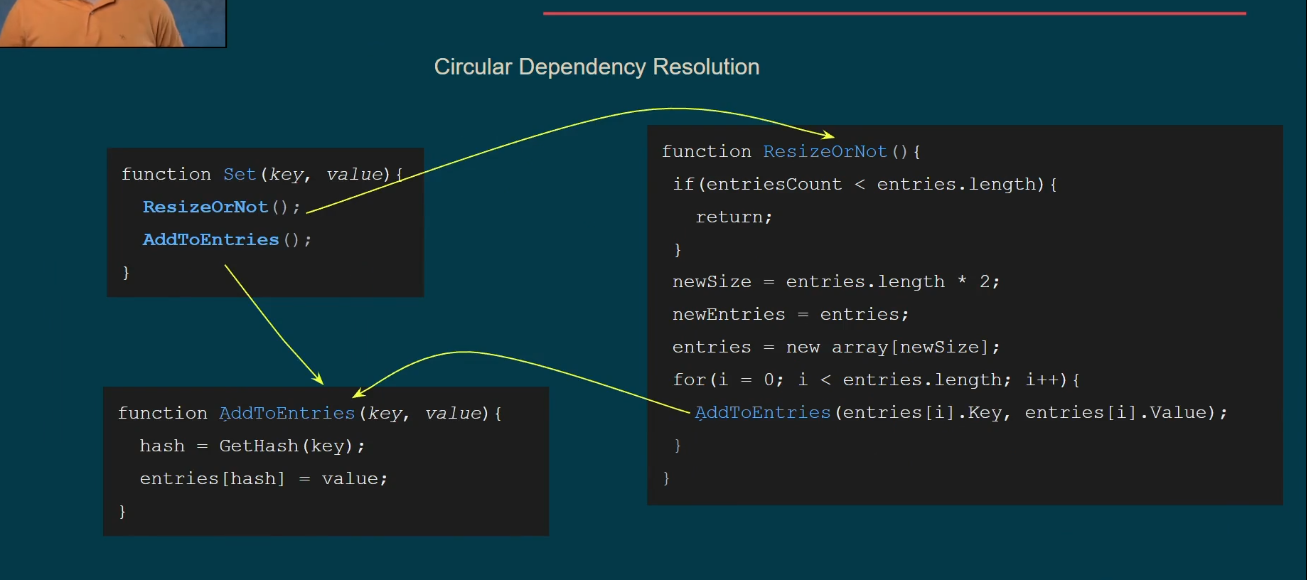 Circular Dependency Resolution
function Set(key, value){
ResizeOrNot();
AddToEntries();
}
function ResizeOrNot(){
if(entriesCount < entries.length){
return;
}
newSize = entries.length * 2;
newEntries = entries;
entries = new array[newSize];
for(i = 0; i < entries.length; i++){
AddToEntries(entries[i].Key, entries[i].Value);
}
}
function AddToEntries(key, value){
hash = GetHash(key);
entries[hash] = value;
}